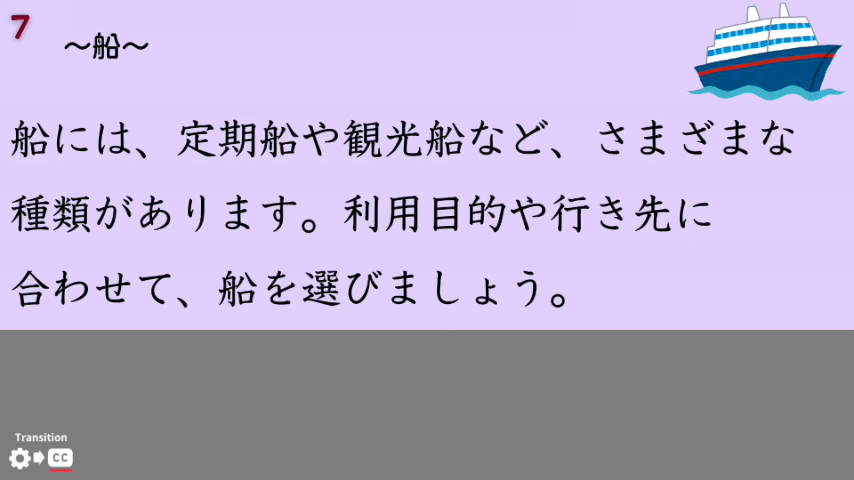 7
～船～
船には、定期船や観光船など、さまざまな
種類があります。利用目的や行き先に
合わせて、船を選びましょう。
Transition
CC